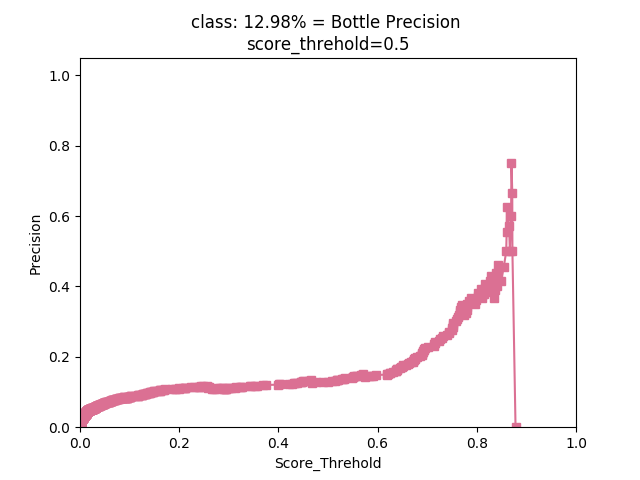 class: 12.98% = Bottle Precision
score_threhold=0.5
1.0
0.8
0.6
0.4
0.2
0.0
Precision
0.0 0.2 0.4 0.6 0.8 1.0
Score_Threhold